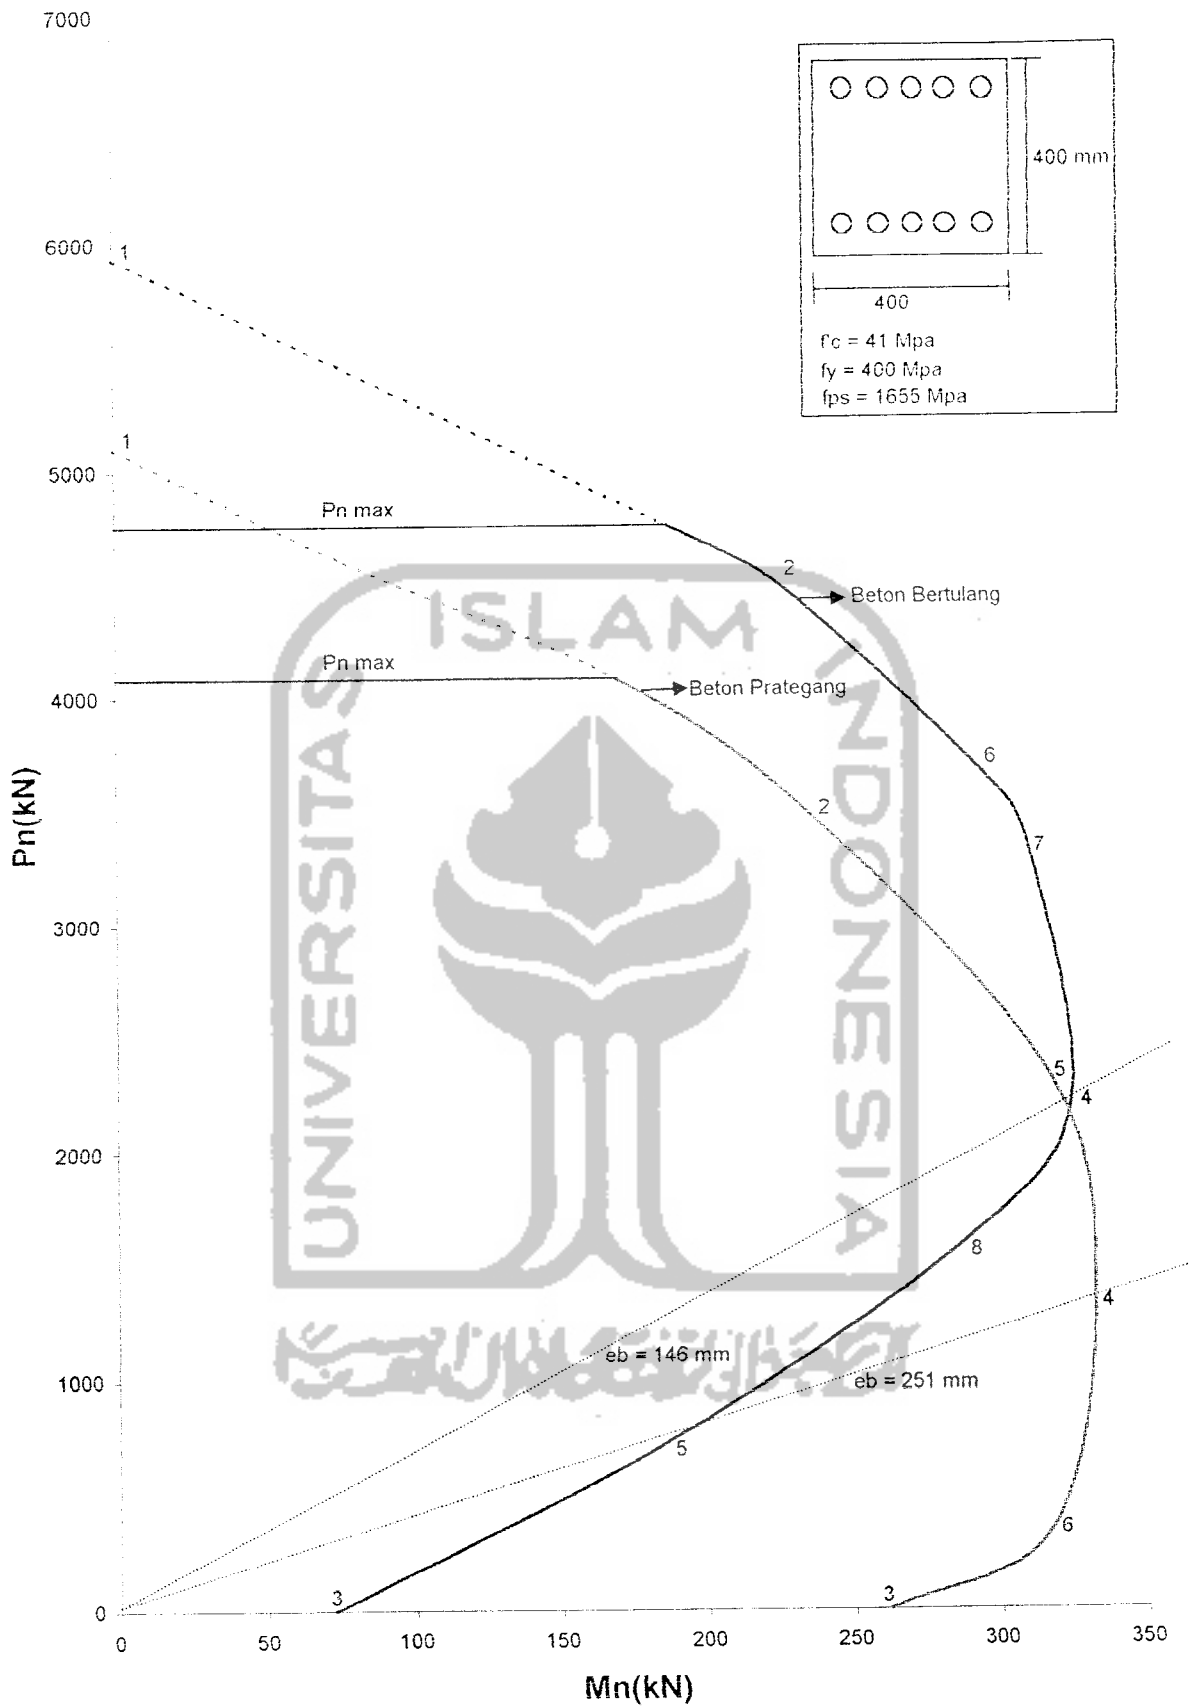 7000
6000
5000
4000
3000
2000
1000
0
Pn(kN)
0
50
100
150
200
250
300
350
Mn(kN)
400 mm
400
f'c = 41 Mpa
fy = 400 Mpa
fps = 1655 Mpa
1
1
Pn max
2
Beton Bertulang
Pn max
Beton Prategang
6
2
7
5
4
8
4
eb = 146 mm
eb = 251 mm
5
6
3
3
UNIVERSITAS
ISLAM
INDONESIA